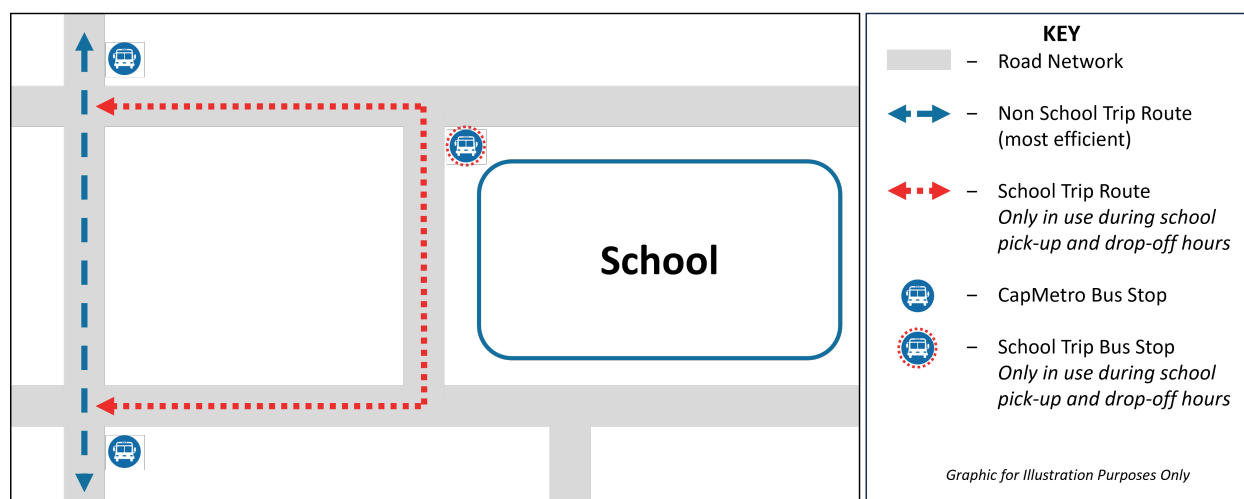 School
KEY
– Road Network
– Non School Trip Route
(most efficient)
– School Trip Route
Only in use during school
pick-up and drop-off hours
– CapMetro Bus Stop
– School Trip Bus Stop
Only in use during school
pick-up and drop-off hours
Graphic for Illustration Purposes Only